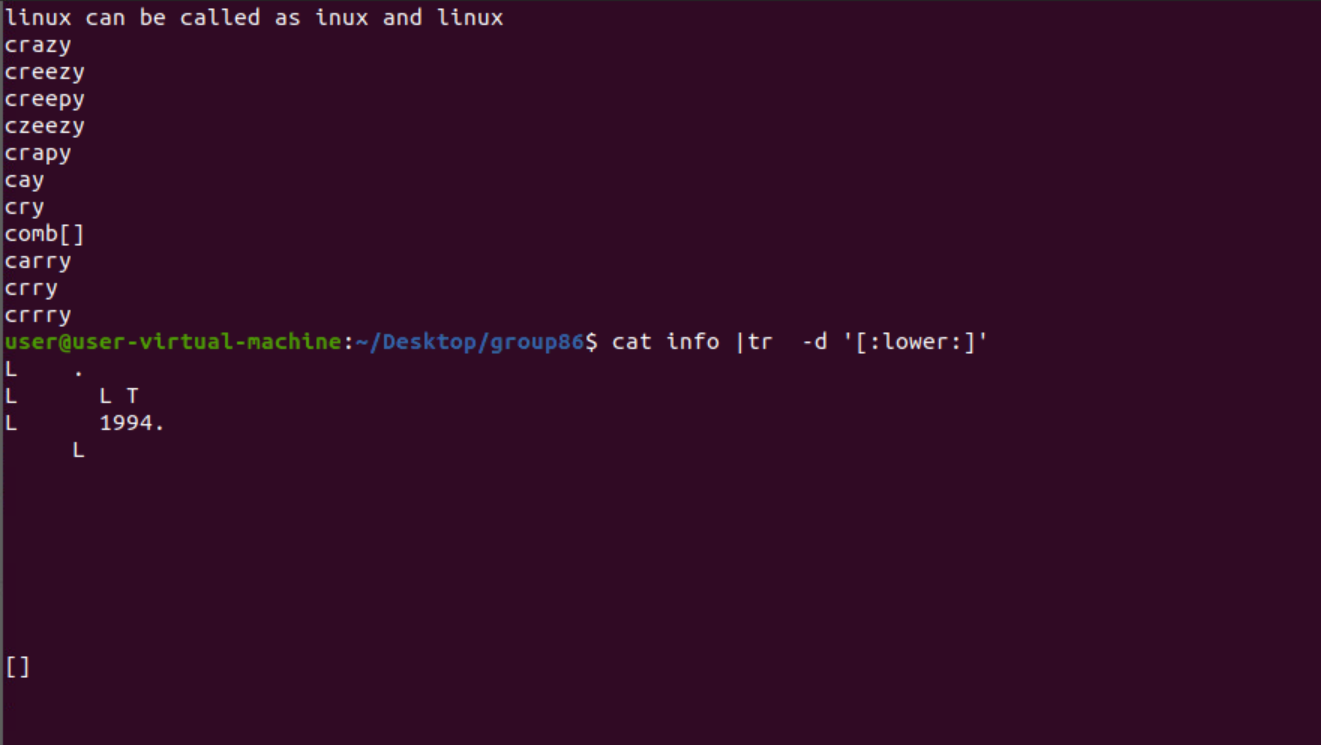 linux can be called as inux and linux
crazy
creezy
creepy
czeezy
crapy
cay
cry
comb[]
carry
crry
crrry
user@user-virtual-machine:~/Desktop/group86$ cat info |tr  -d '[:lower:]'
L    .
L      L T
L      1994.
     L
[]